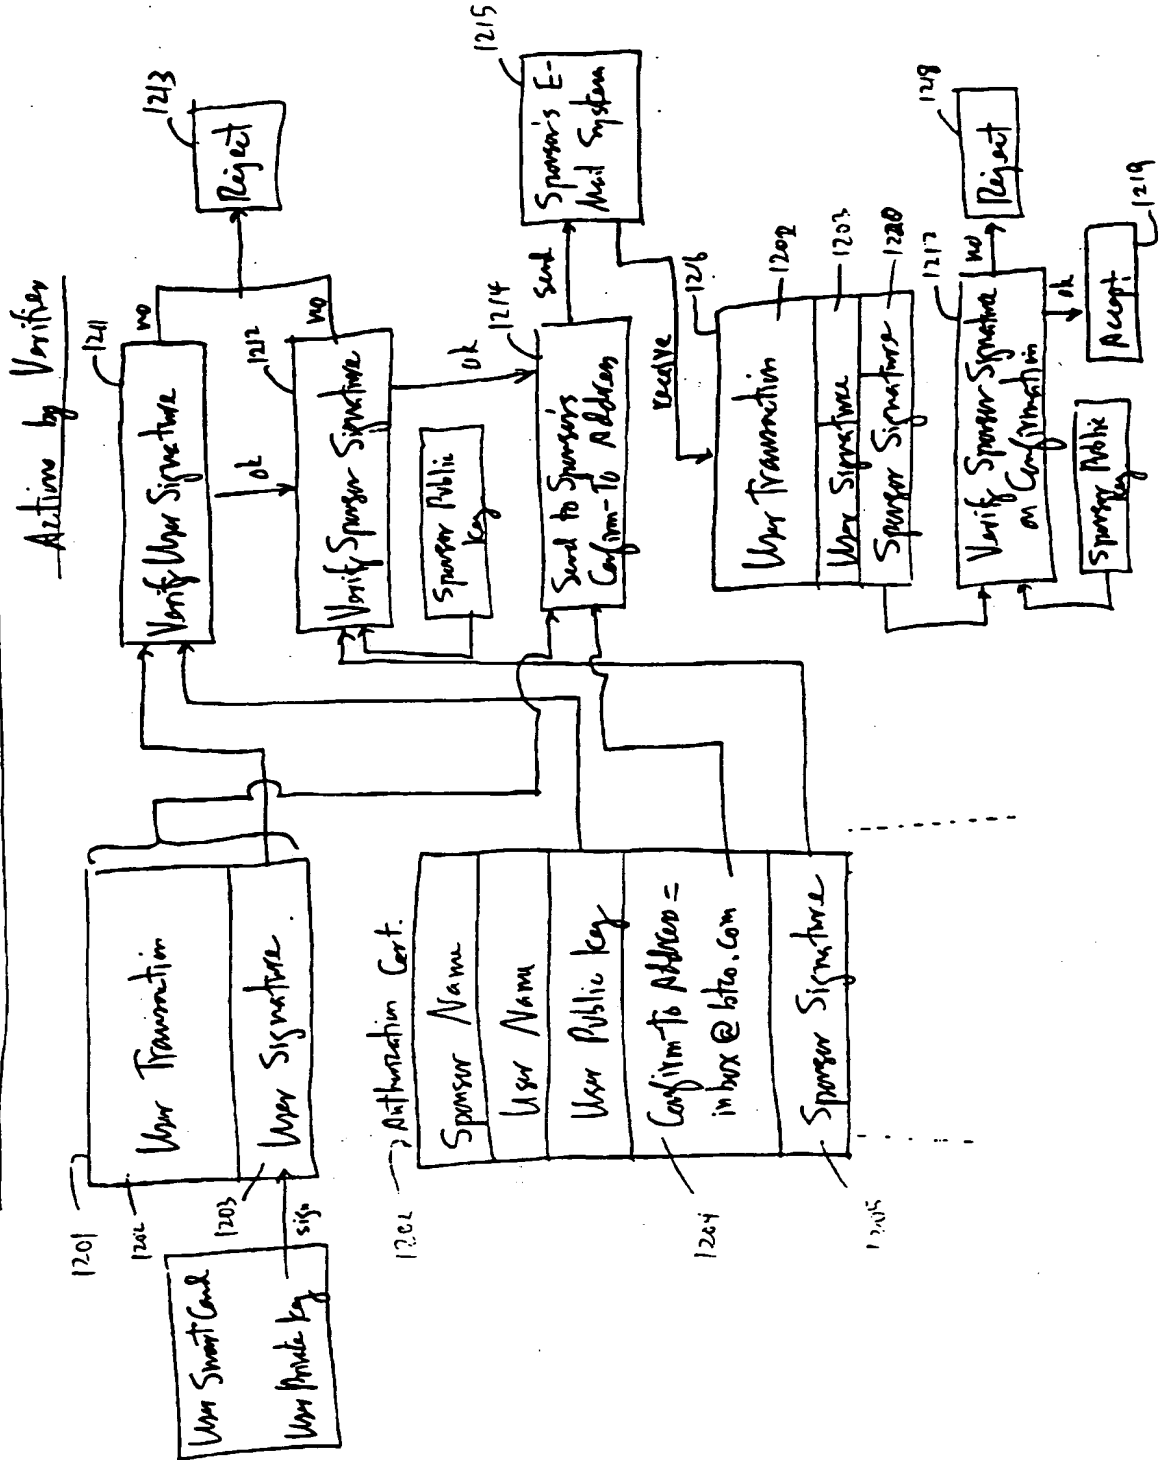 Actions by Verifier
User Smart Card
User Private Key
sign
1201
1202
1203
User Transaction
User Signature
1202
Authorization Cert.
Sponsor Name
User Name
User Public Key
Confirm-To Address =
inbox@btco.com
Sponsor Signature
1204
1205
1211
Verify User Signature
no
ok
1212
Verify Sponsor Signature
no
1213
Reject
Sponsor Public
Key
ok
1214
Send to Sponsor's
Confirm-To Address
send
1215
Sponsor's E-
Mail System
receive
1216
User Transaction
1202
User Signature
1203
Sponsor Signature
1220
1217
Verify Sponsor Signature
on Confirmation
no
1218
Reject
ok
Accept
1219
Sponsor Public
Key